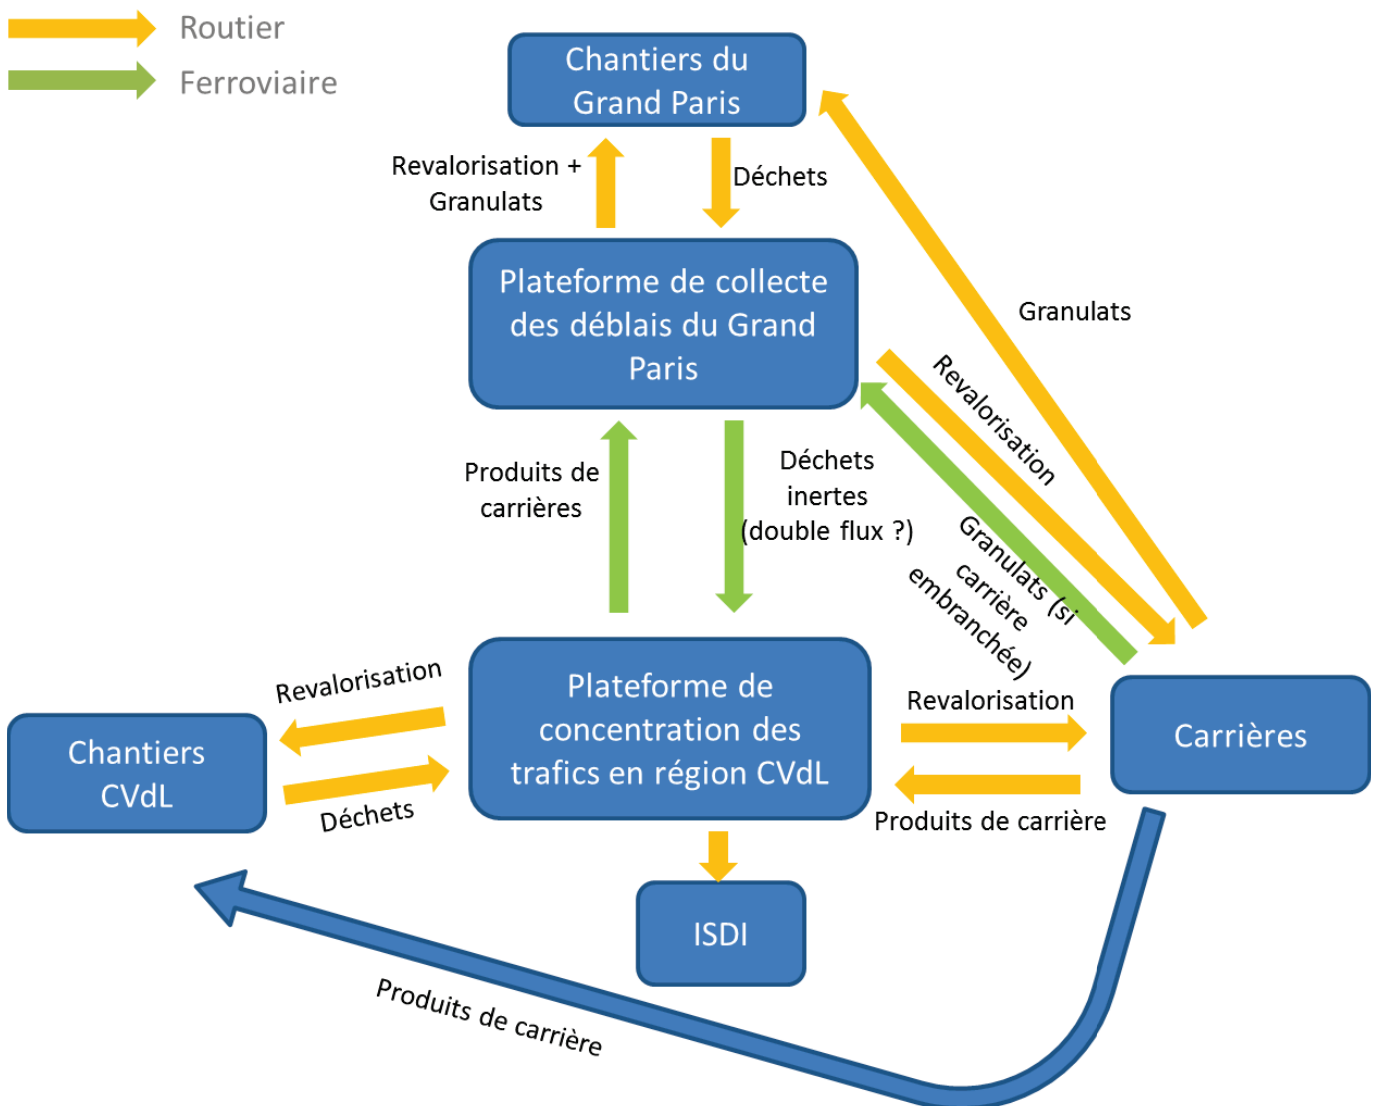 Routier
Ferroviaire
Chantiers du
Grand Paris
Revalorisation +
Granulats
Déchets
Plateforme de collecte
des déblais du Grand
Paris
Granulats
Revalorisation
Produits de
carrières
Déchets
inertes
(double flux ?)
Granulats (si
carrière
embranchée)
Revalorisation
Chantiers
CVdL
Déchets
Plateforme de
concentration des
trafics en région CVdL
Revalorisation
Produits de carrière
Carrières
ISDI
Produits de carrière